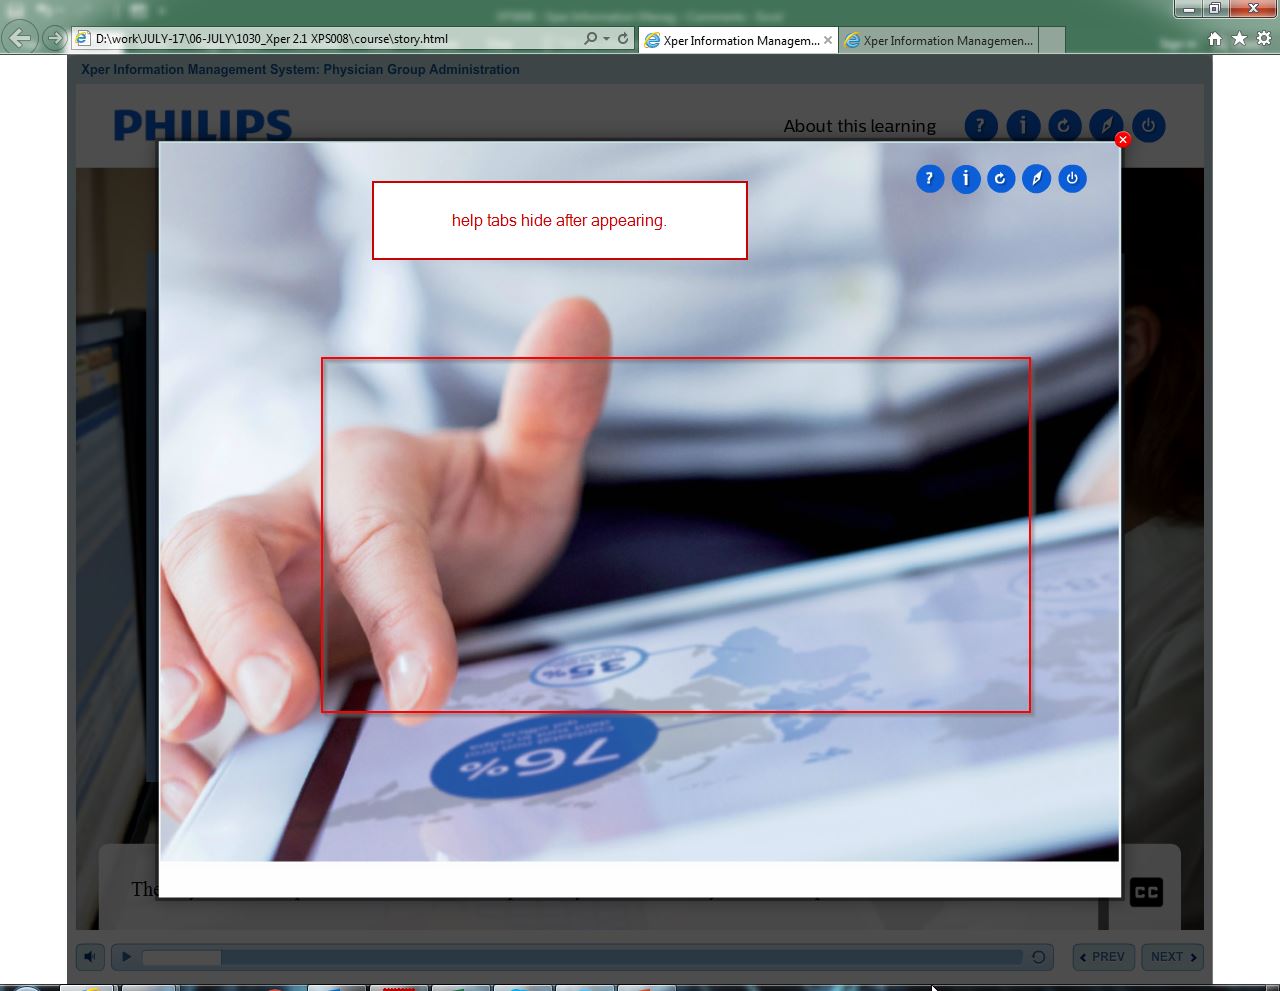 D:\work\JULY-17\06-JULY\1030_Xper 2.1 XPS008\course\story.html
Xper Information Managem...
Xper Information Managemen...
Xper Information Management System: Physician Group Administration
PHILIPS
About this learning
help tabs hide after appearing.
35%
76%
CC
PREV
NEXT